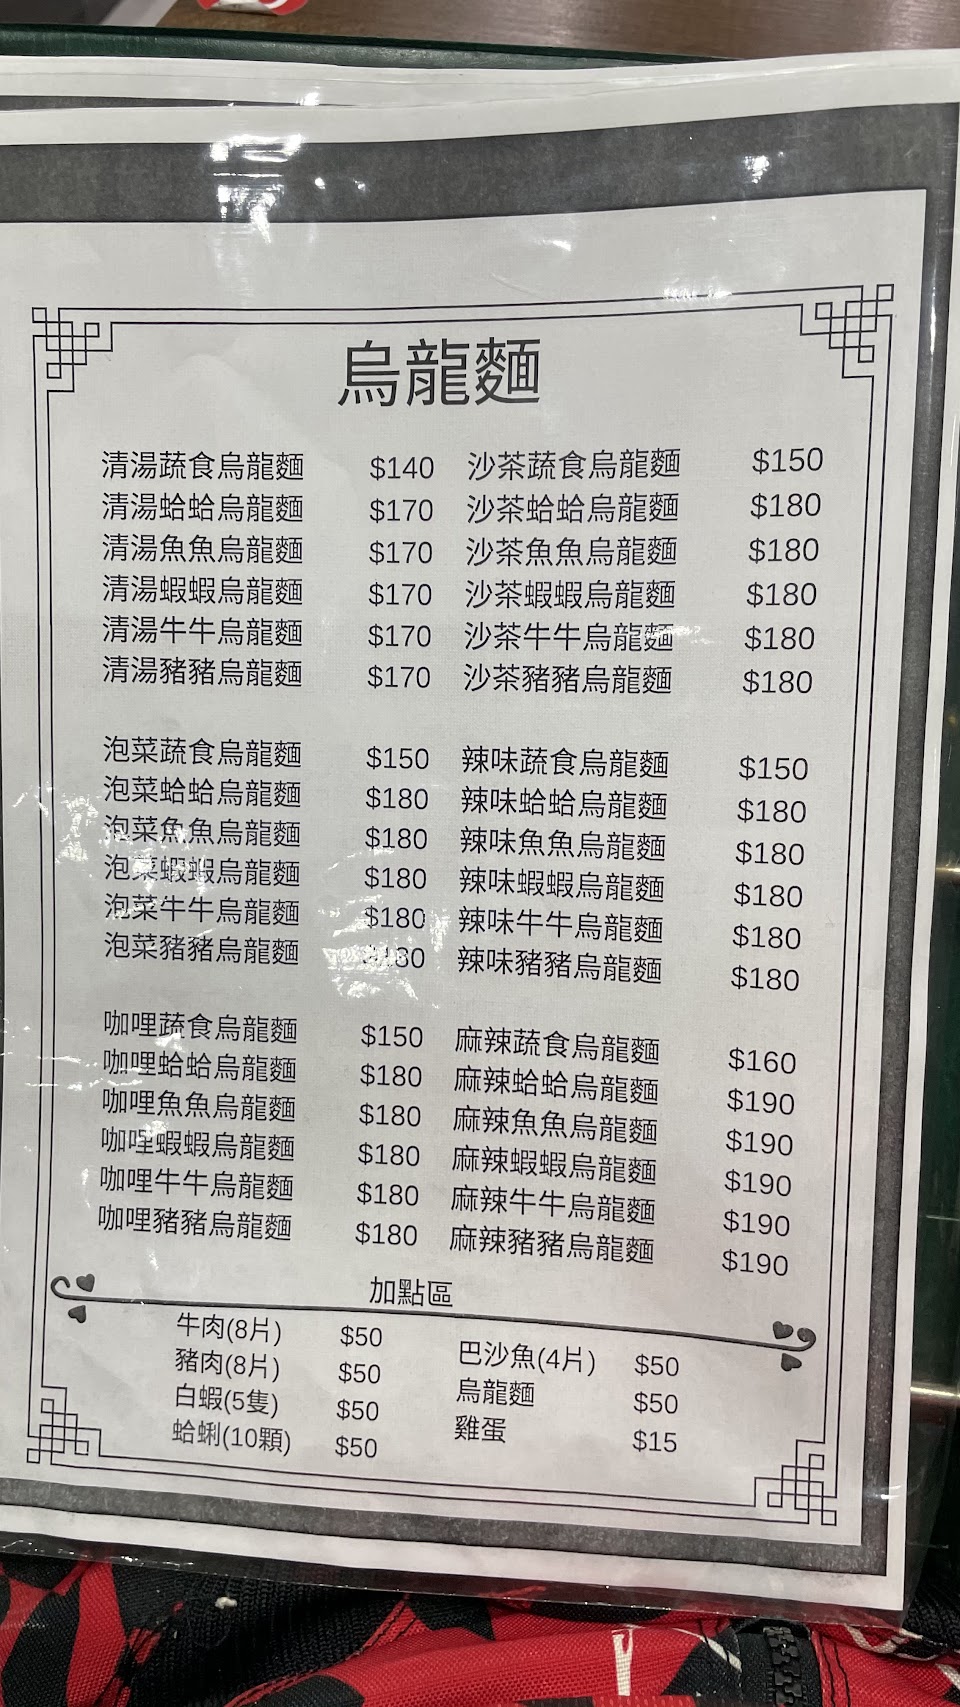 烏龍麵
清湯蔬食烏龍麵 $140 沙茶蔬食烏龍麵 $150
清湯蛤蛤烏龍麵 $170 沙茶蛤蛤烏龍麵 $180
清湯魚魚烏龍麵 $170 沙茶魚魚烏龍麵 $180
清湯蝦蝦烏龍麵 $170 沙茶蝦蝦烏龍麵 $180
清湯牛牛烏龍麵 $170 沙茶牛牛烏龍麵 $180
清湯豬豬烏龍麵 $170 沙茶豬豬烏龍麵 $180
泡菜蔬食烏龍麵 $150 辣味蔬食烏龍麵 $150
泡菜蛤蛤烏龍麵 $180 辣味蛤蛤烏龍麵 $180
泡菜魚魚烏龍麵 $180 辣味魚魚烏龍麵 $180
泡菜蝦蝦烏龍麵 $180 辣味蝦蝦烏龍麵 $180
泡菜牛牛烏龍麵 $180 辣味牛牛烏龍麵 $180
泡菜豬豬烏龍麵 $180 辣味豬豬烏龍麵 $180
咖哩蔬食烏龍麵 $150 麻辣蔬食烏龍麵 $160
咖哩蛤蛤烏龍麵 $180 麻辣蛤蛤烏龍麵 $190
咖哩魚魚烏龍麵 $180 麻辣魚魚烏龍麵 $190
咖哩蝦蝦烏龍麵 $180 麻辣蝦蝦烏龍麵 $190
咖哩牛牛烏龍麵 $180 麻辣牛牛烏龍麵 $190
咖哩豬豬烏龍麵 $180 麻辣豬豬烏龍麵 $190
加點區
牛肉(8片) $50 巴沙魚(4片) $50
豬肉(8片) $50 烏龍麵 $50
白蝦(5隻) $50 雞蛋 $15
蛤蜊(10顆) $50